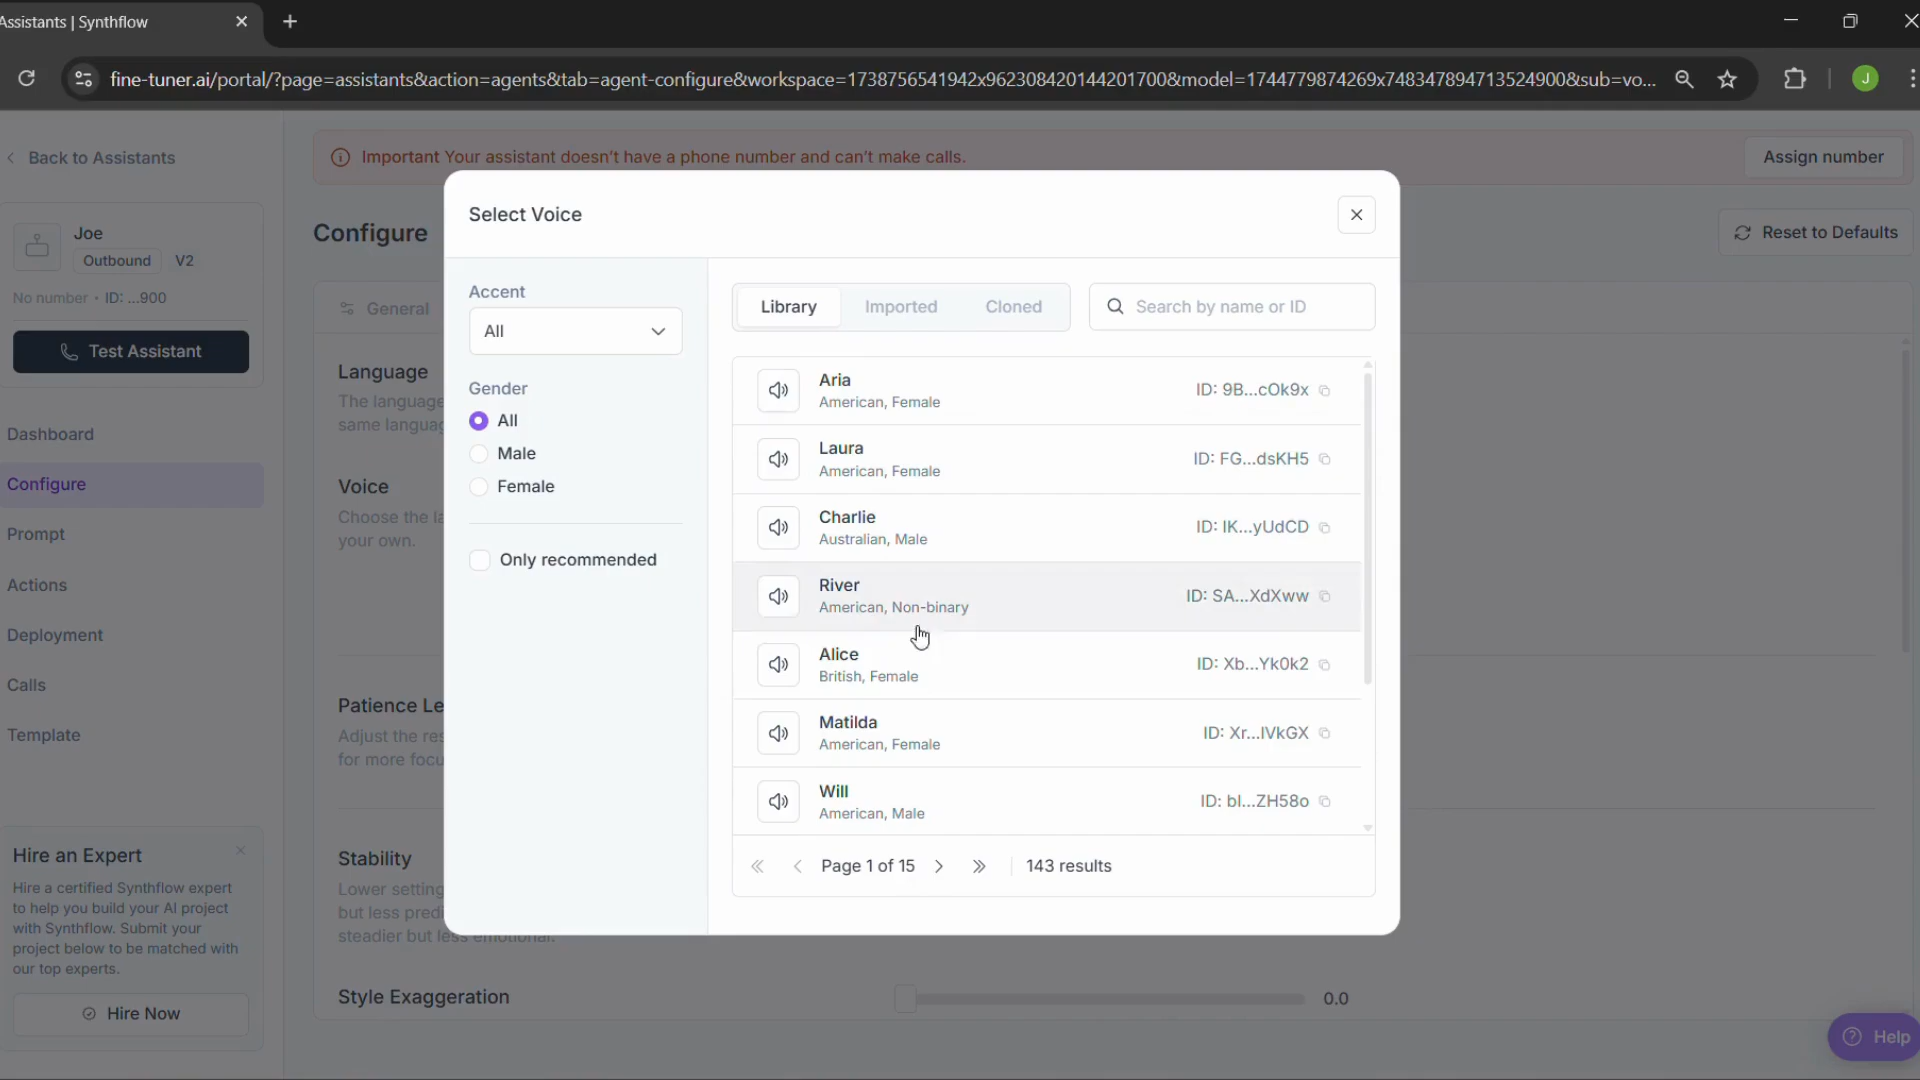 Assistants | Synthflow
fine-tuner.ai/portal/?page=assistants&action=agents&tab=agent-configure&workspace=1738756541942x962308420144201700&model=1744779874269x748347894713524900&sub=vo...
J
Back to Assistants
Important Your assistant doesn't have a phone number and can't make calls.
Assign number
Joe
Outbound V2
No number • ID: ...900
Test Assistant
Dashboard
Configure
Prompt
Actions
Deployment
Calls
Template
Hire an Expert
Hire a certified Synthflow expert
to help you build your AI project
with Synthflow. Submit your
project below to be matched with
our top experts.
Hire Now
Configure
Reset to Defaults
General
Language
The language
same langua
Voice
Choose the la
your own.
Patience Le
Adjust the res
for more focu
Stability
Lower setting
but less predi
steadier but less emotional.
Style Exaggeration
0.0
Select Voice
Accent
All
Gender
All
Male
Female
Only recommended
Library
Imported
Cloned
Search by name or ID
Aria
American, Female
ID: 9B...cOk9x
Laura
American, Female
ID: FG...dsKH5
Charlie
Australian, Male
ID: IK...yUdCD
River
American, Non-binary
ID: SA...XdXww
Alice
British, Female
ID: Xb...Yk0k2
Matilda
American, Female
ID: Xr...IVkGX
Will
American, Male
ID: bI...ZH58o
Page 1 of 15
143 results
Help